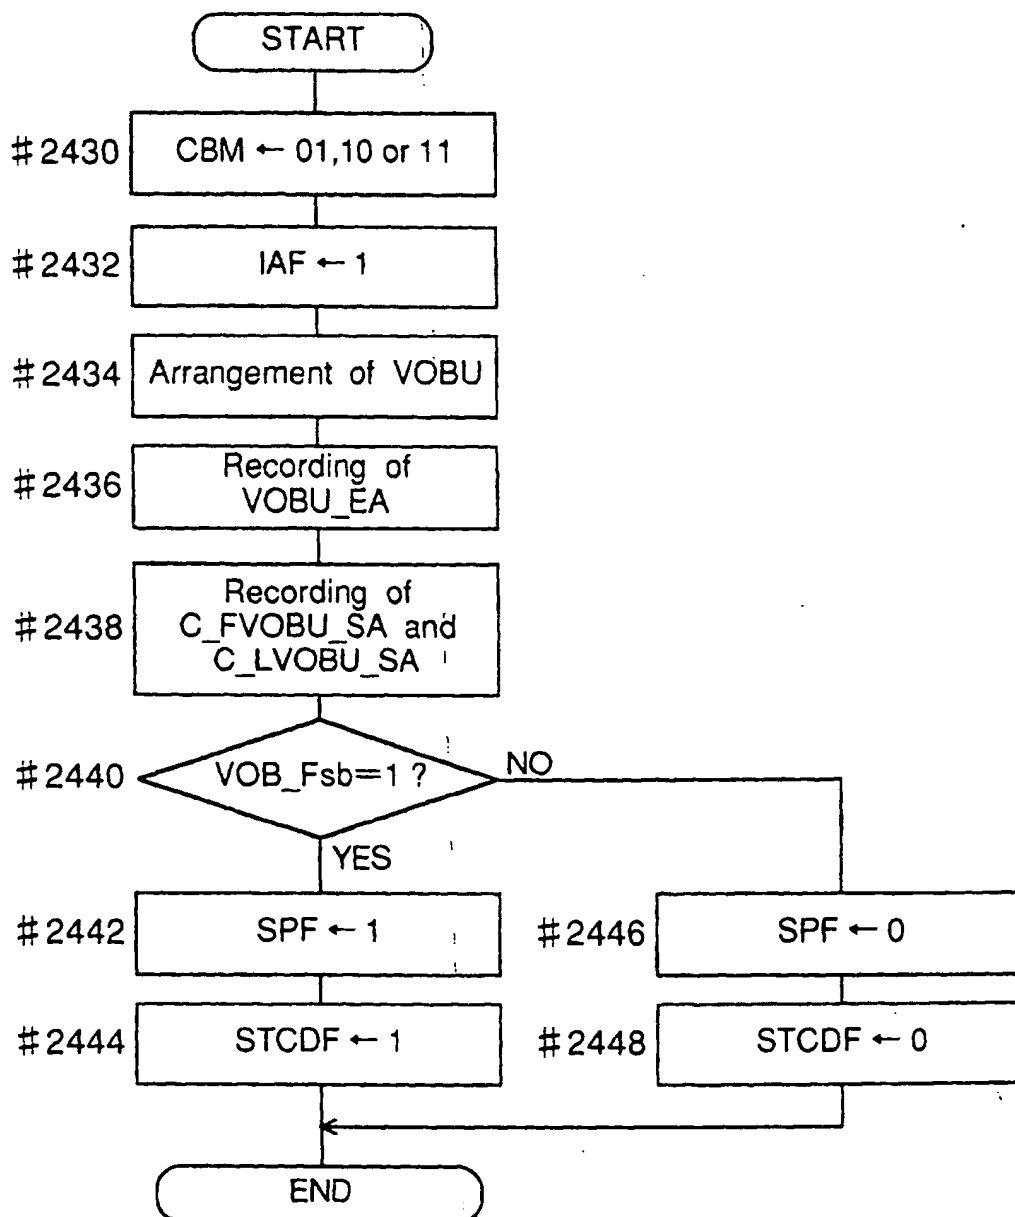 START
#2430
CBM ← 01,10 or 11
#2432
IAF ← 1
#2434
Arrangement of VOBU
#2436
Recording of
VOBU_EA
#2438
Recording of
C_FVOBU_SA and
C_LVOBU_SA
#2440
VOB_Fsb=1 ?
NO
YES
#2442
SPF ← 1
#2446
SPF ← 0
#2444
STCDF ← 1
#2448
STCDF ← 0
END